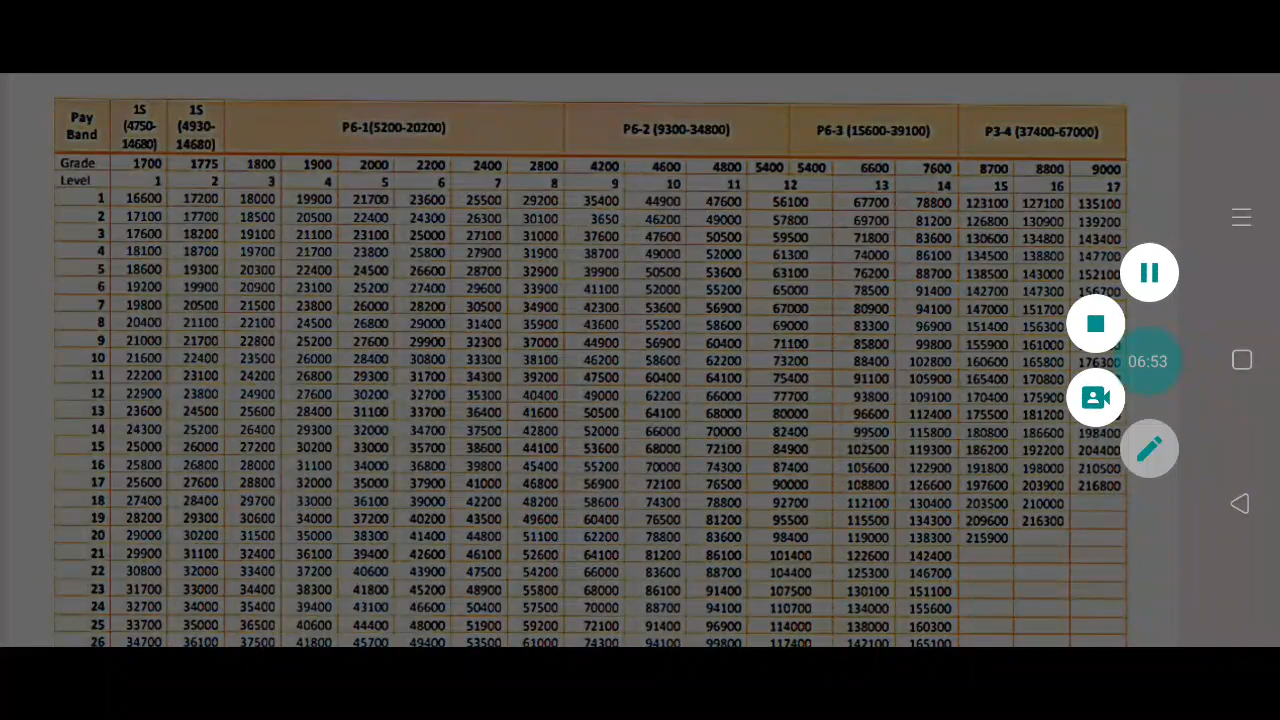 Pay Band 1S (4750-14680) 1S (4930-14680) P6-1(5200-20200) P6-2 (9300-34800) P6-3 (15600-39100) P3-4 (37400-67000)
Grade 1700 1775 1800 1900 2000 2200 2400 2800 4200 4600 4800 5400 5400 6600 7600 8700 8800 9000
Level 1 2 3 4 5 6 7 8 9 10 11 12 13 14 15 16 17
1 16600 17200 18000 19900 21700 23600 25500 29200 35400 44900 47600 56100 67700 78800 123100 127100 135100
2 17100 17700 18500 20500 22400 24300 26300 30100 3650 46200 49000 57800 69700 81200 126800 130900 139200
3 17600 18200 19100 21100 23100 25000 27100 31000 37600 47600 50500 59500 71800 83600 130600 134800 143400
4 18100 18700 19700 21700 23800 25800 27900 31900 38700 49000 52000 61300 74000 86100 134500 138800 147700
5 18600 19300 20300 22400 24500 26600 28700 32900 39900 50500 53600 63100 76200 88700 138500 143000 152100
6 19200 19900 20900 23100 25200 27400 29600 33900 41100 52000 55200 65000 78500 91400 142700 147300 156700
7 19800 20500 21500 23800 26000 28200 30500 34900 42300 53600 56900 67000 80900 94100 147000 151700
8 20400 21100 22100 24500 26800 29000 31400 35900 43600 55200 58600 69000 83300 96900 151400 156300
9 21000 21700 22800 25200 27600 29900 32300 37000 44900 56900 60400 71100 85800 99800 155900 161000
10 21600 22400 23500 26000 28400 30800 33300 38100 46200 58600 62200 73200 88400 102800 160600 165800 176300
11 22200 23100 24200 26800 29300 31700 34300 39200 47500 60400 64100 75400 91100 105900 165400 170800
12 22900 23800 24900 27600 30200 32700 35300 40400 49000 62200 66000 77700 93800 109100 170400 175900
13 23600 24500 25600 28400 31100 33700 36400 41600 50500 64100 68000 80000 96600 112400 175500 181200
14 24300 25200 26400 29300 32000 34700 37500 42800 52000 66000 70000 82400 99500 115800 180800 186600 198400
15 25000 26000 27200 30200 33000 35700 38600 44100 53600 68000 72100 84900 102500 119300 186200 192200 204400
16 25800 26800 28000 31100 34000 36800 39800 45400 55200 70000 74300 87400 105600 122900 191800 198000 210500
17 25600 27600 28800 32000 35000 37900 41000 46800 56900 72100 76500 90000 108800 126600 197600 203900 216800
18 27400 28400 29700 33000 36100 39000 42200 48200 58600 74300 78800 92700 112100 130400 203500 210000
19 28200 29300 30600 34000 37200 40200 43500 49600 60400 76500 81200 95500 115500 134300 209600 216300
20 29000 30200 31500 35000 38300 41400 44800 51100 62200 78800 83600 98400 119000 138300 215900
21 29900 31100 32400 36100 39400 42600 46100 52600 64100 81200 86100 101400 122600 142400
22 30800 32000 33400 37200 40600 43900 47500 54200 66000 83600 88700 104400 125300 146700
23 31700 33000 34400 38300 41800 45200 48900 55800 68000 86100 91400 107500 130100 151100
24 32700 34000 35400 39400 43100 46600 50400 57500 70000 88700 94100 110700 134000 155600
25 33700 35000 36500 40600 44400 48000 51900 59200 72100 91400 96900 114000 138000 160300
26 34700 36100 37500 41800 45700 49400 53500 61000 74300 94100 99800 117400 142100 165100
06:53